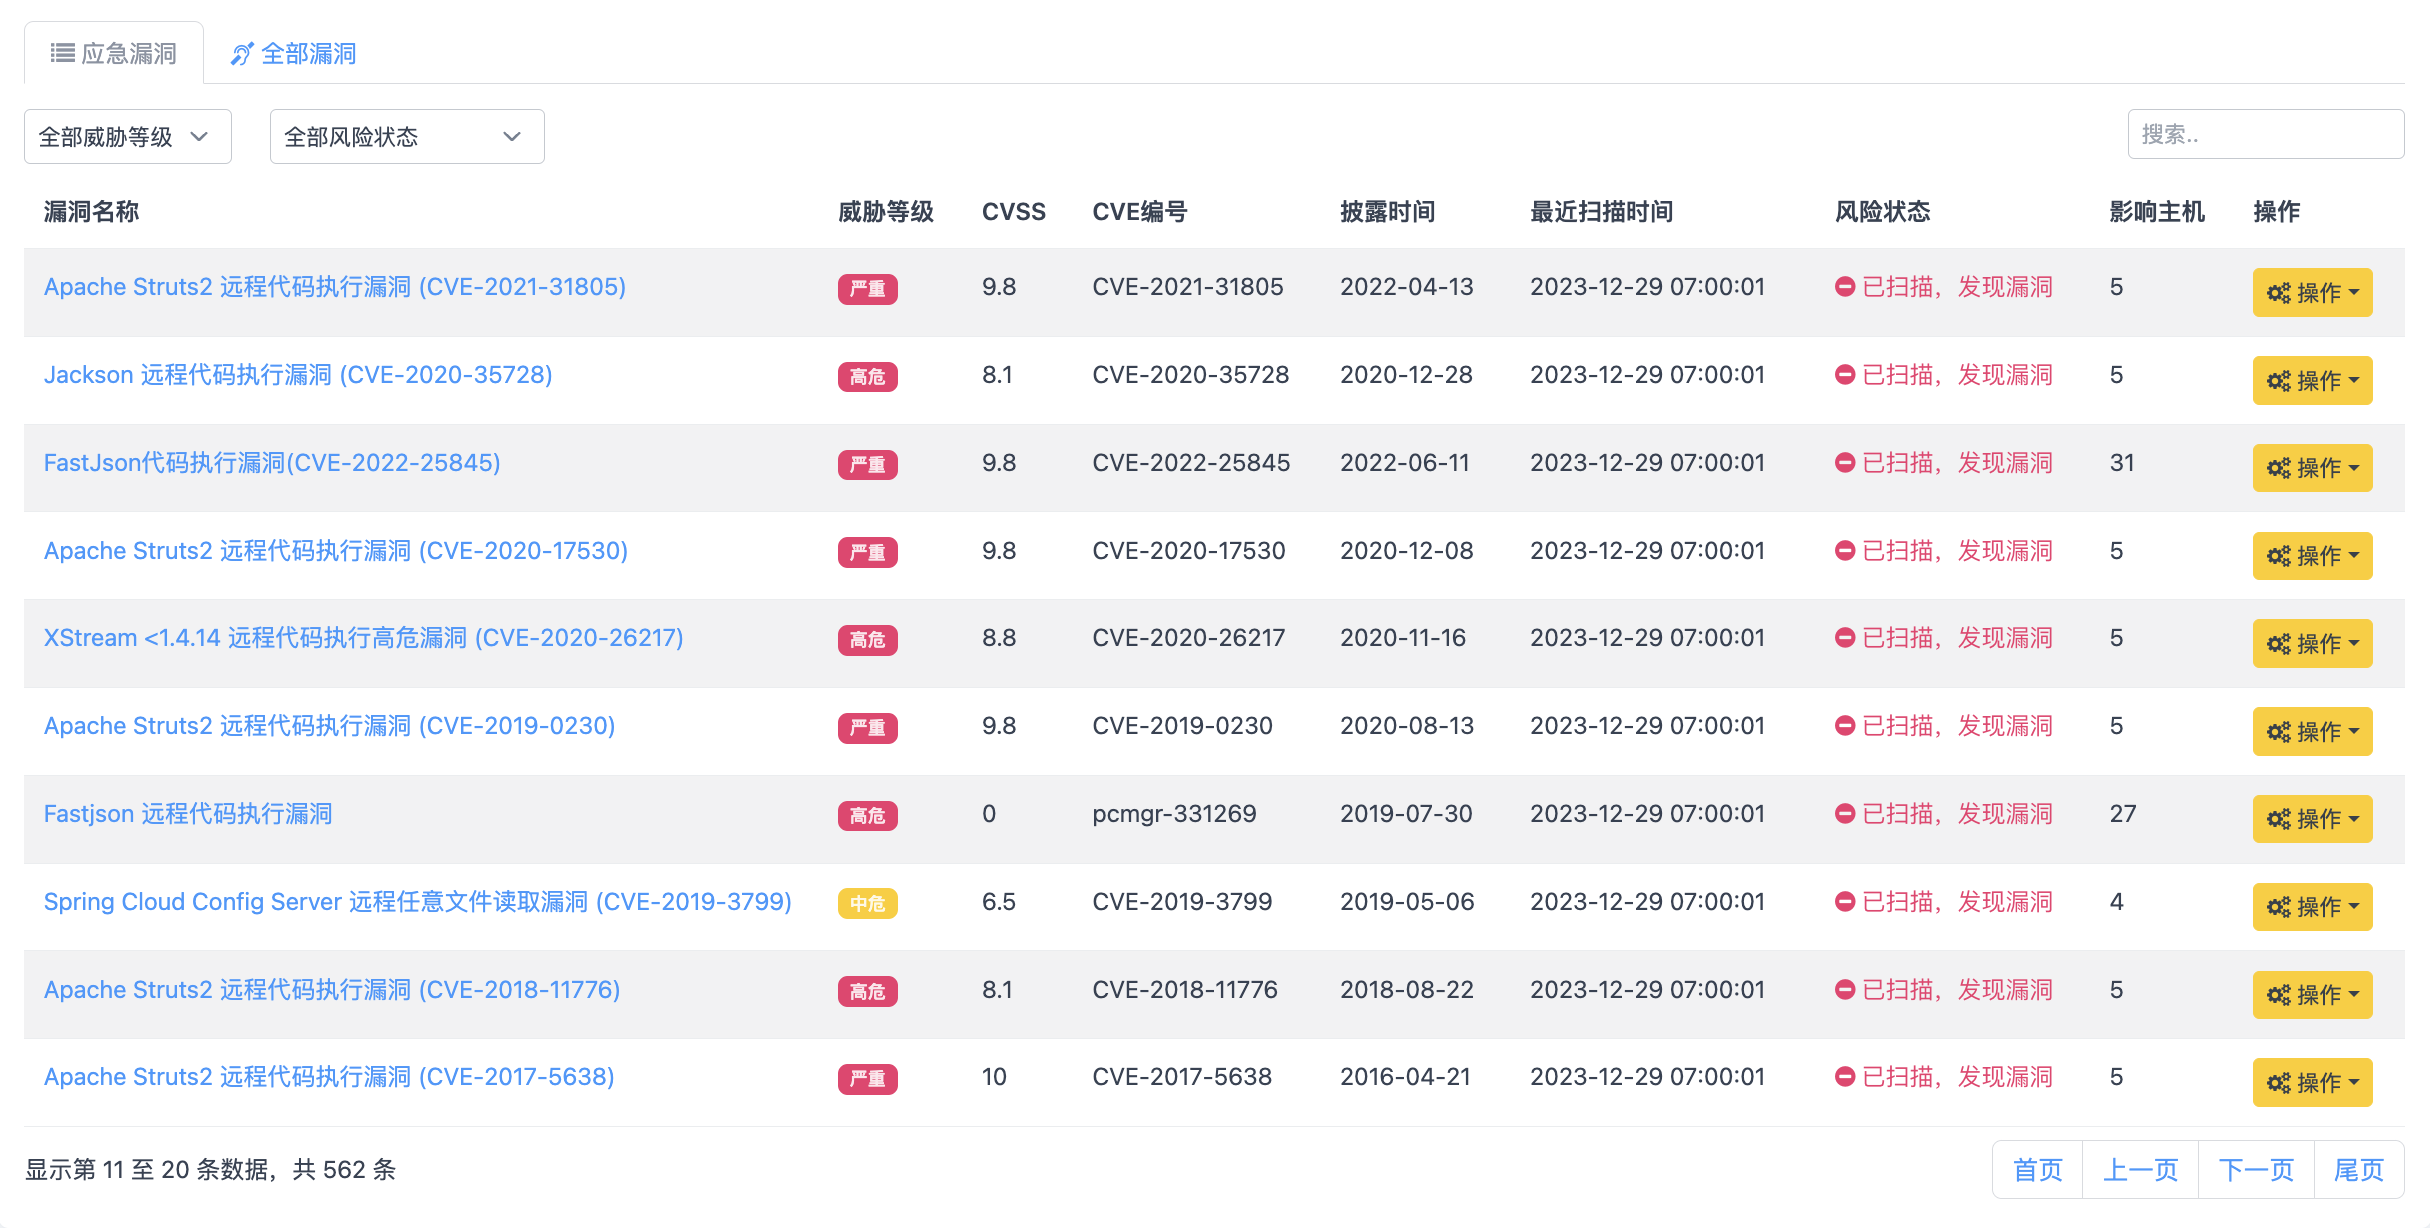 应急漏洞 全部漏洞
全部威胁等级 全部风险状态 搜索..
漏洞名称 威胁等级 CVSS CVE编号 披露时间 最近扫描时间 风险状态 影响主机 操作
Apache Struts2 远程代码执行漏洞 (CVE-2021-31805) 严重 9.8 CVE-2021-31805 2022-04-13 2023-12-29 07:00:01 已扫描，发现漏洞 5 操作
Jackson 远程代码执行漏洞 (CVE-2020-35728) 高危 8.1 CVE-2020-35728 2020-12-28 2023-12-29 07:00:01 已扫描，发现漏洞 5 操作
FastJson代码执行漏洞(CVE-2022-25845) 严重 9.8 CVE-2022-25845 2022-06-11 2023-12-29 07:00:01 已扫描，发现漏洞 31 操作
Apache Struts2 远程代码执行漏洞 (CVE-2020-17530) 严重 9.8 CVE-2020-17530 2020-12-08 2023-12-29 07:00:01 已扫描，发现漏洞 5 操作
XStream <1.4.14 远程代码执行高危漏洞 (CVE-2020-26217) 高危 8.8 CVE-2020-26217 2020-11-16 2023-12-29 07:00:01 已扫描，发现漏洞 5 操作
Apache Struts2 远程代码执行漏洞 (CVE-2019-0230) 严重 9.8 CVE-2019-0230 2020-08-13 2023-12-29 07:00:01 已扫描，发现漏洞 5 操作
Fastjson 远程代码执行漏洞 高危 0 pcmgr-331269 2019-07-30 2023-12-29 07:00:01 已扫描，发现漏洞 27 操作
Spring Cloud Config Server 远程任意文件读取漏洞 (CVE-2019-3799) 中危 6.5 CVE-2019-3799 2019-05-06 2023-12-29 07:00:01 已扫描，发现漏洞 4 操作
Apache Struts2 远程代码执行漏洞 (CVE-2018-11776) 高危 8.1 CVE-2018-11776 2018-08-22 2023-12-29 07:00:01 已扫描，发现漏洞 5 操作
Apache Struts2 远程代码执行漏洞 (CVE-2017-5638) 严重 10 CVE-2017-5638 2016-04-21 2023-12-29 07:00:01 已扫描，发现漏洞 5 操作
显示第 11 至 20 条数据，共 562 条 首页 上一页 下一页 尾页